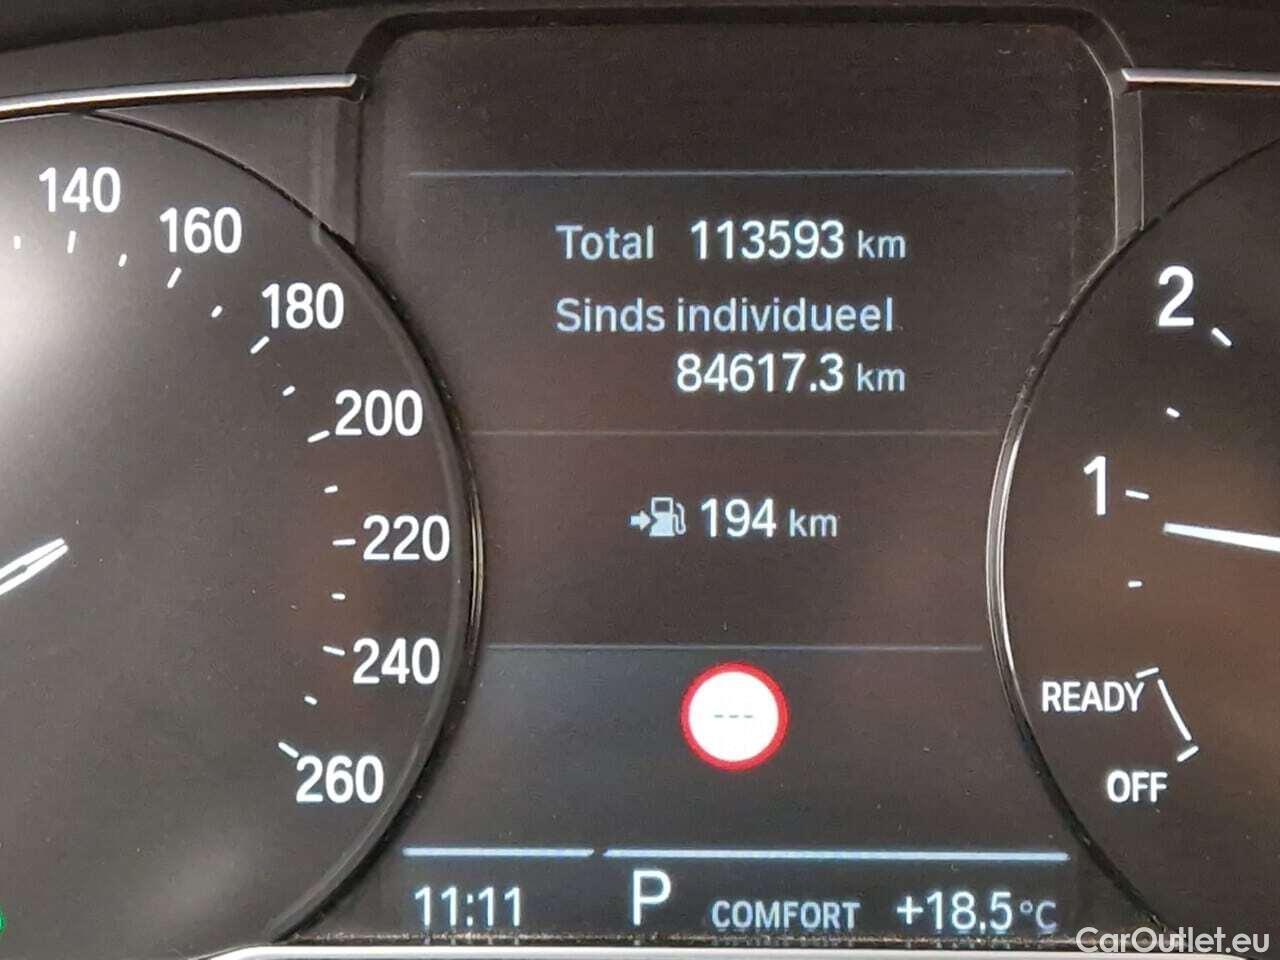 140
160
180
200
220
240
260
Total 113593 km
Sinds individueel
84617.3 km
194 km
---
11:11 P COMFORT +18.5°C
2
1
READY
OFF
CarOutlet.eu